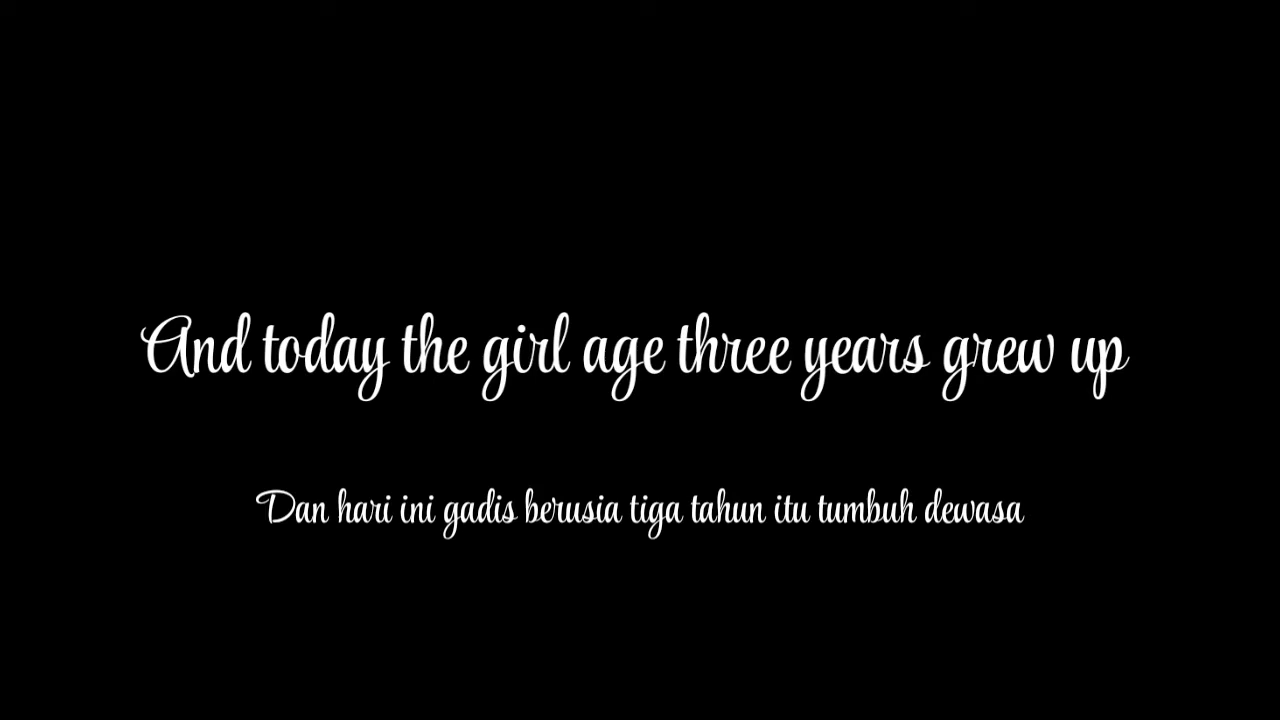 And today the girl age three years grew up
Dan hari ini gadis berusia tiga tahun itu tumbuh dewasa